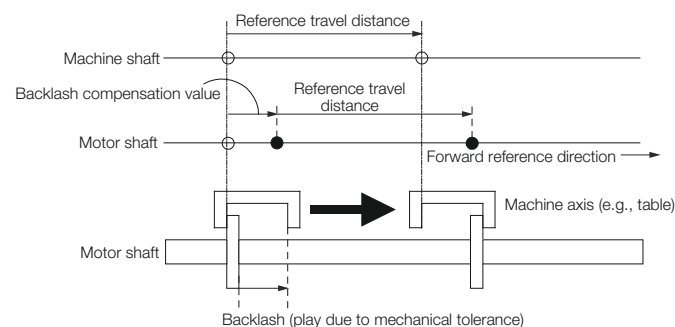 Reference travel distance
Machine shaft
Backlash compensation value
Reference travel
distance
Motor shaft
Forward reference direction
Machine axis (e.g., table)
Motor shaft
Backlash (play due to mechanical tolerance)